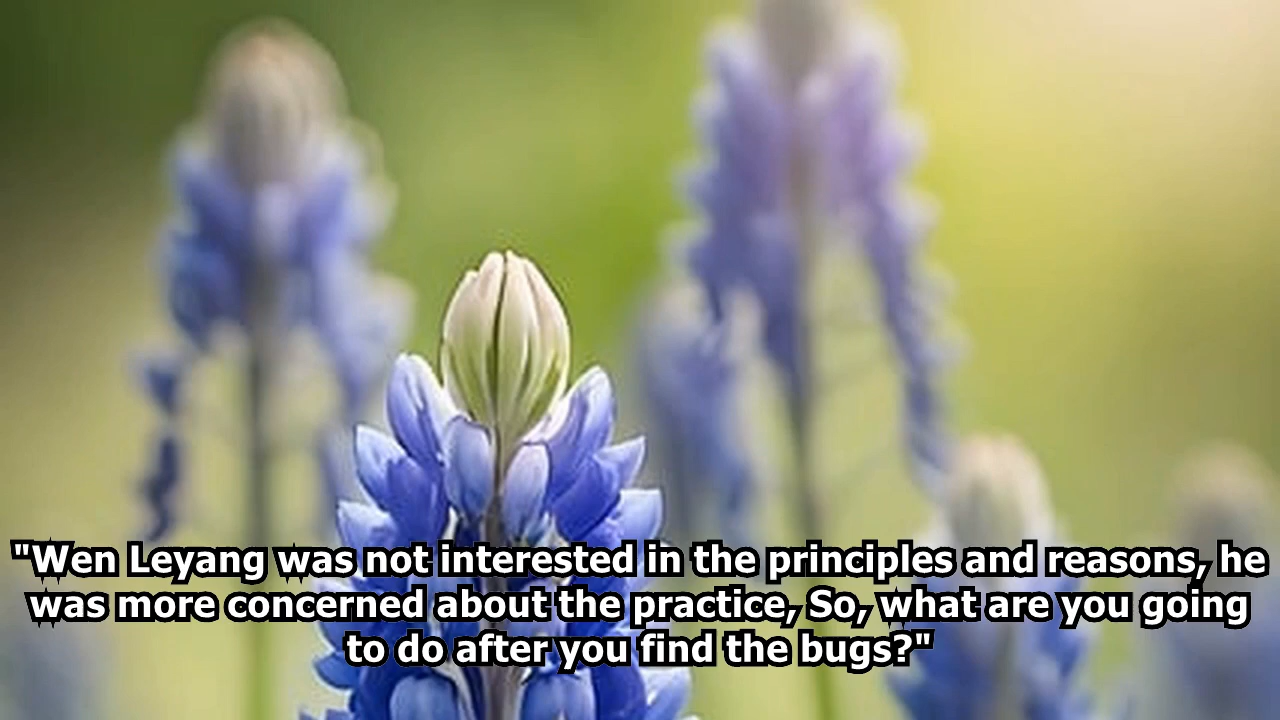 "Wen Leyang was not interested in the principles and reasons, he
was more concerned about the practice, So, what are you going
to do after you find the bugs?"